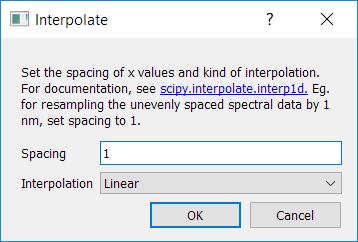 Interpolate
Set the spacing of x values and kind of interpolation.
For documentation, see scipy.interpolate.interp1d. Eg.
for resampling the unevenly spaced spectral data by 1
nm, set spacing to 1.
Spacing 1
Interpolation Linear
OK Cancel